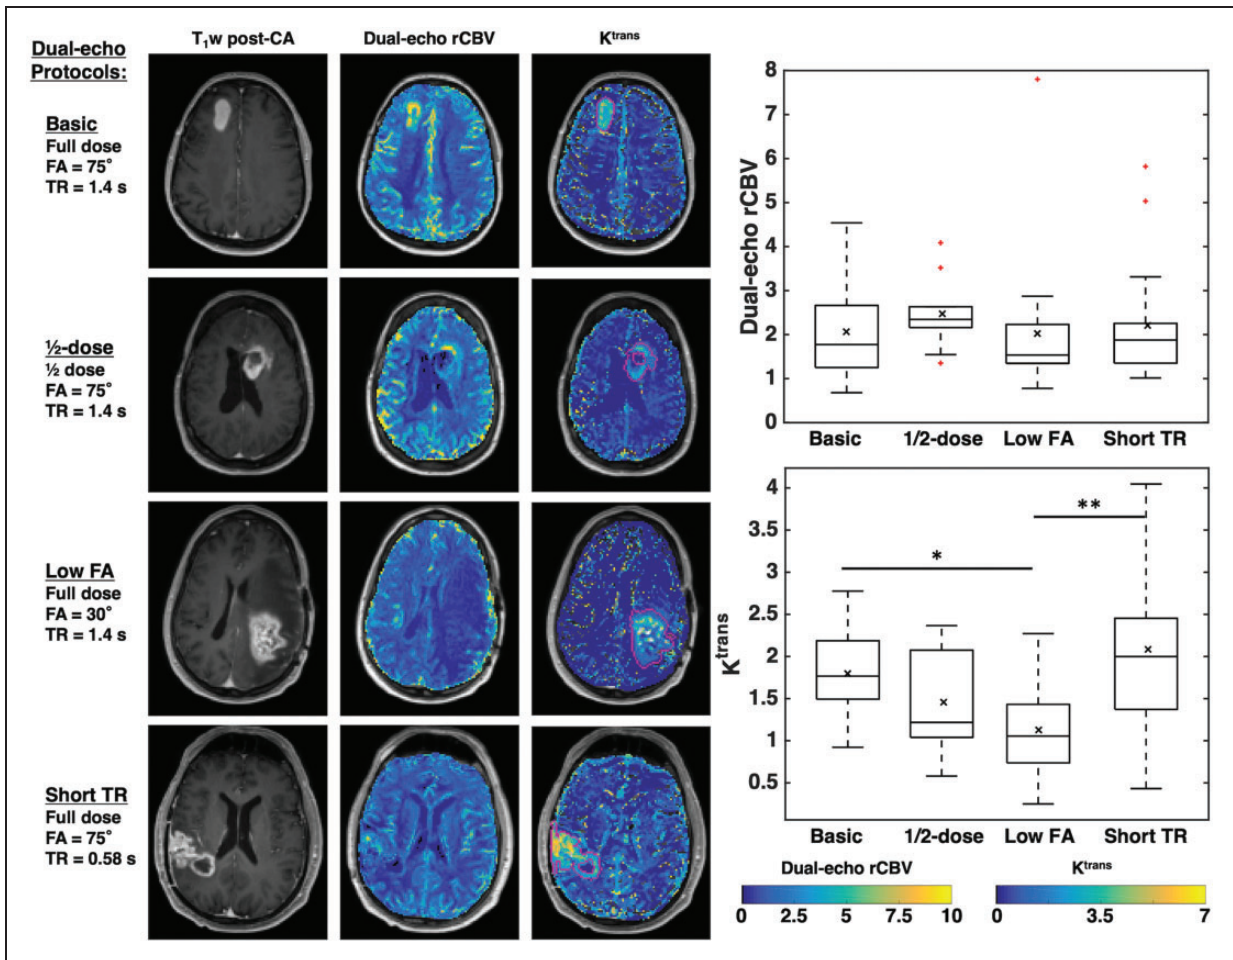 Dual-echo
Protocols:
T₁w post-CA
Dual-echo rCBV
Kᵗʳᵃⁿˢ
Basic
Full dose
FA = 75°
TR = 1.4 s
½-dose
½ dose
FA = 75°
TR = 1.4 s
Low FA
Full dose
FA = 30°
TR = 1.4 s
Short TR
Full dose
FA = 75°
TR = 0.58 s
Dual-echo rCBV
8
7
6
5
4
3
2
1
0
Basic
1/2-dose
Low FA
Short TR
Kᵗʳᵃⁿˢ
4
3.5
3
2.5
2
1.5
1
0.5
*
**
Basic
1/2-dose
Low FA
Short TR
Dual-echo rCBV
0 2.5 5 7.5 10
Kᵗʳᵃⁿˢ
0 3.5 7